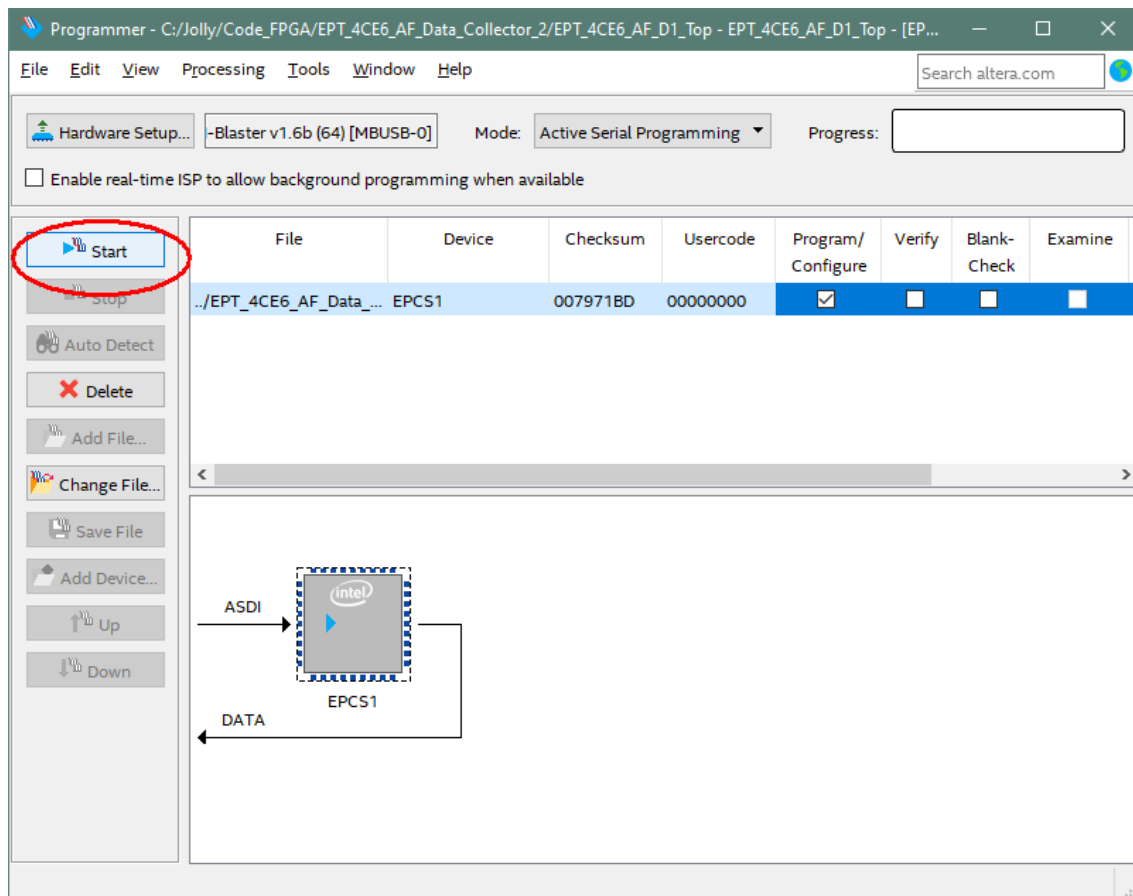 Programmer - C:/Jolly/Code_FPGA/EPT_4CE6_AF_Data_Collector_2/EPT_4CE6_AF_D1_Top - EPT_4CE6_AF_D1_Top - [EP...
File Edit View Processing Tools Window Help
Search altera.com
Hardware Setup... -Blaster v1.6b (64) [MBUSB-0] Mode: Active Serial Programming Progress:
Enable real-time ISP to allow background programming when available
Start
Stop
Auto Detect
Delete
Add File...
Change File...
Save File
Add Device...
Up
Down
File Device Checksum Usercode Program/ Configure Verify Blank- Check Examine
../EPT_4CE6_AF_Data_... EPCS1 007971BD 00000000
ASDI
intel
EPCS1
DATA